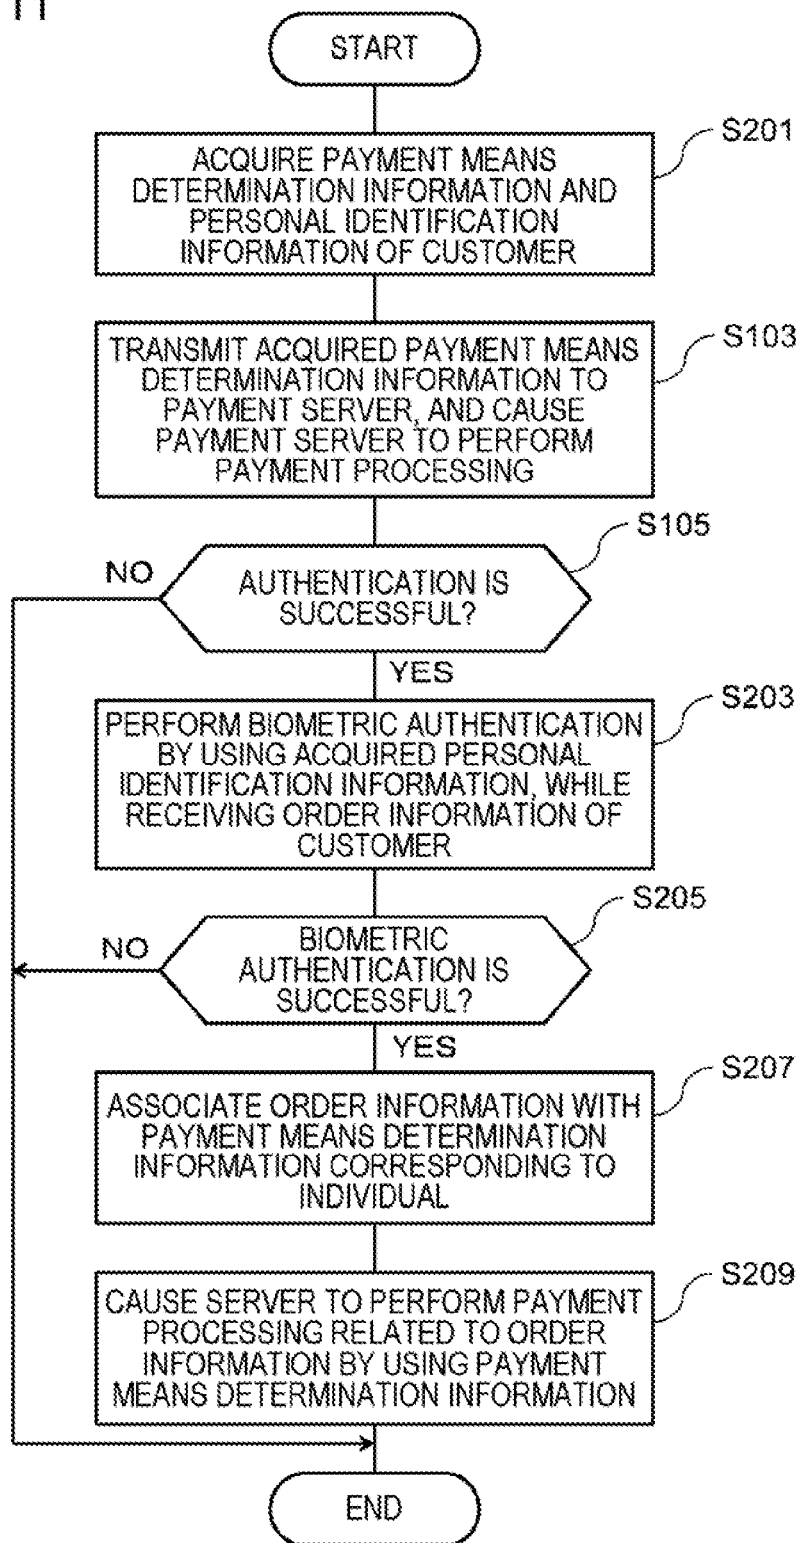 START
S201
ACQUIRE PAYMENT MEANS
DETERMINATION INFORMATION AND
PERSONAL IDENTIFICATION
INFORMATION OF CUSTOMER
S103
TRANSMIT ACQUIRED PAYMENT MEANS
DETERMINATION INFORMATION TO
PAYMENT SERVER, AND CAUSE
PAYMENT SERVER TO PERFORM
PAYMENT PROCESSING
S105
NO
AUTHENTICATION IS
SUCCESSFUL?
YES
S203
PERFORM BIOMETRIC AUTHENTICATION
BY USING ACQUIRED PERSONAL
IDENTIFICATION INFORMATION, WHILE
RECEIVING ORDER INFORMATION OF
CUSTOMER
S205
NO
BIOMETRIC
AUTHENTICATION IS
SUCCESSFUL?
YES
S207
ASSOCIATE ORDER INFORMATION WITH
PAYMENT MEANS DETERMINATION
INFORMATION CORRESPONDING TO
INDIVIDUAL
S209
CAUSE SERVER TO PERFORM PAYMENT
PROCESSING RELATED TO ORDER
INFORMATION BY USING PAYMENT
MEANS DETERMINATION INFORMATION
END